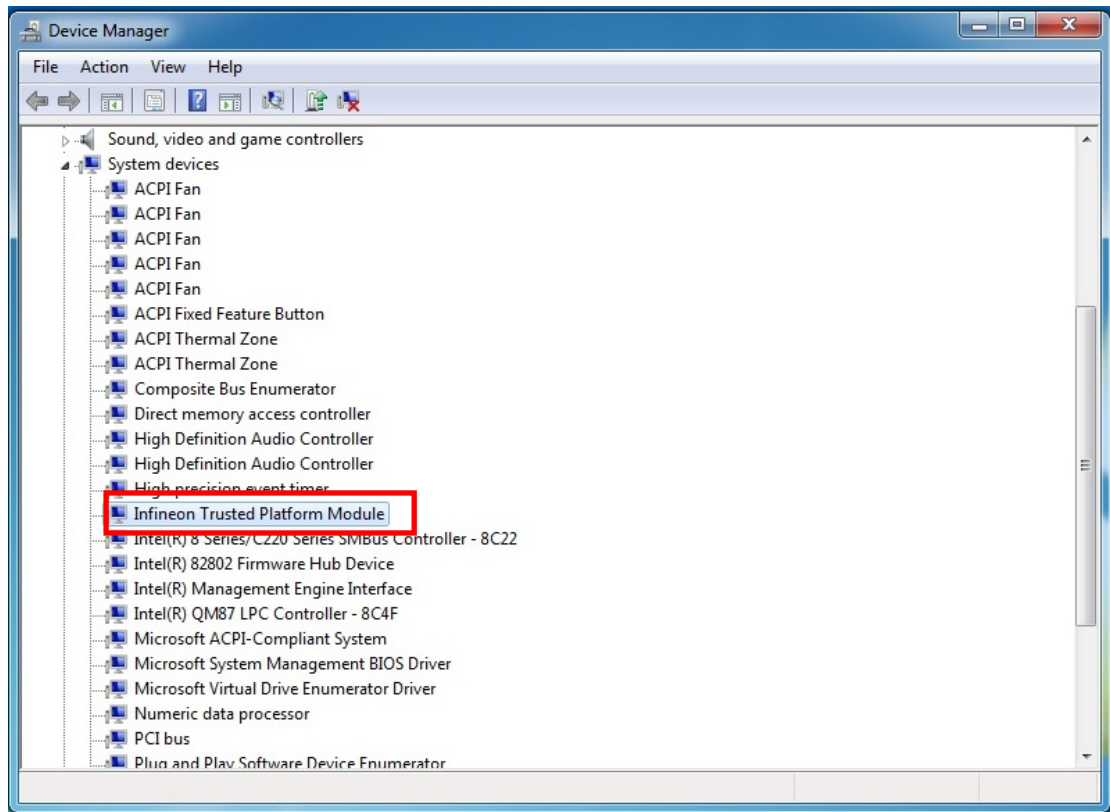 Device Manager
File Action View Help
Sound, video and game controllers
System devices
ACPI Fan
ACPI Fan
ACPI Fan
ACPI Fan
ACPI Fan
ACPI Fixed Feature Button
ACPI Thermal Zone
ACPI Thermal Zone
Composite Bus Enumerator
Direct memory access controller
High Definition Audio Controller
High Definition Audio Controller
High precision event timer
Infineon Trusted Platform Module
Intel(R) 8 Series/C220 Series SMBus Controller - 8C22
Intel(R) 82802 Firmware Hub Device
Intel(R) Management Engine Interface
Intel(R) QM87 LPC Controller - 8C4F
Microsoft ACPI-Compliant System
Microsoft System Management BIOS Driver
Microsoft Virtual Drive Enumerator Driver
Numeric data processor
PCI bus
Plug and Play Software Device Enumerator